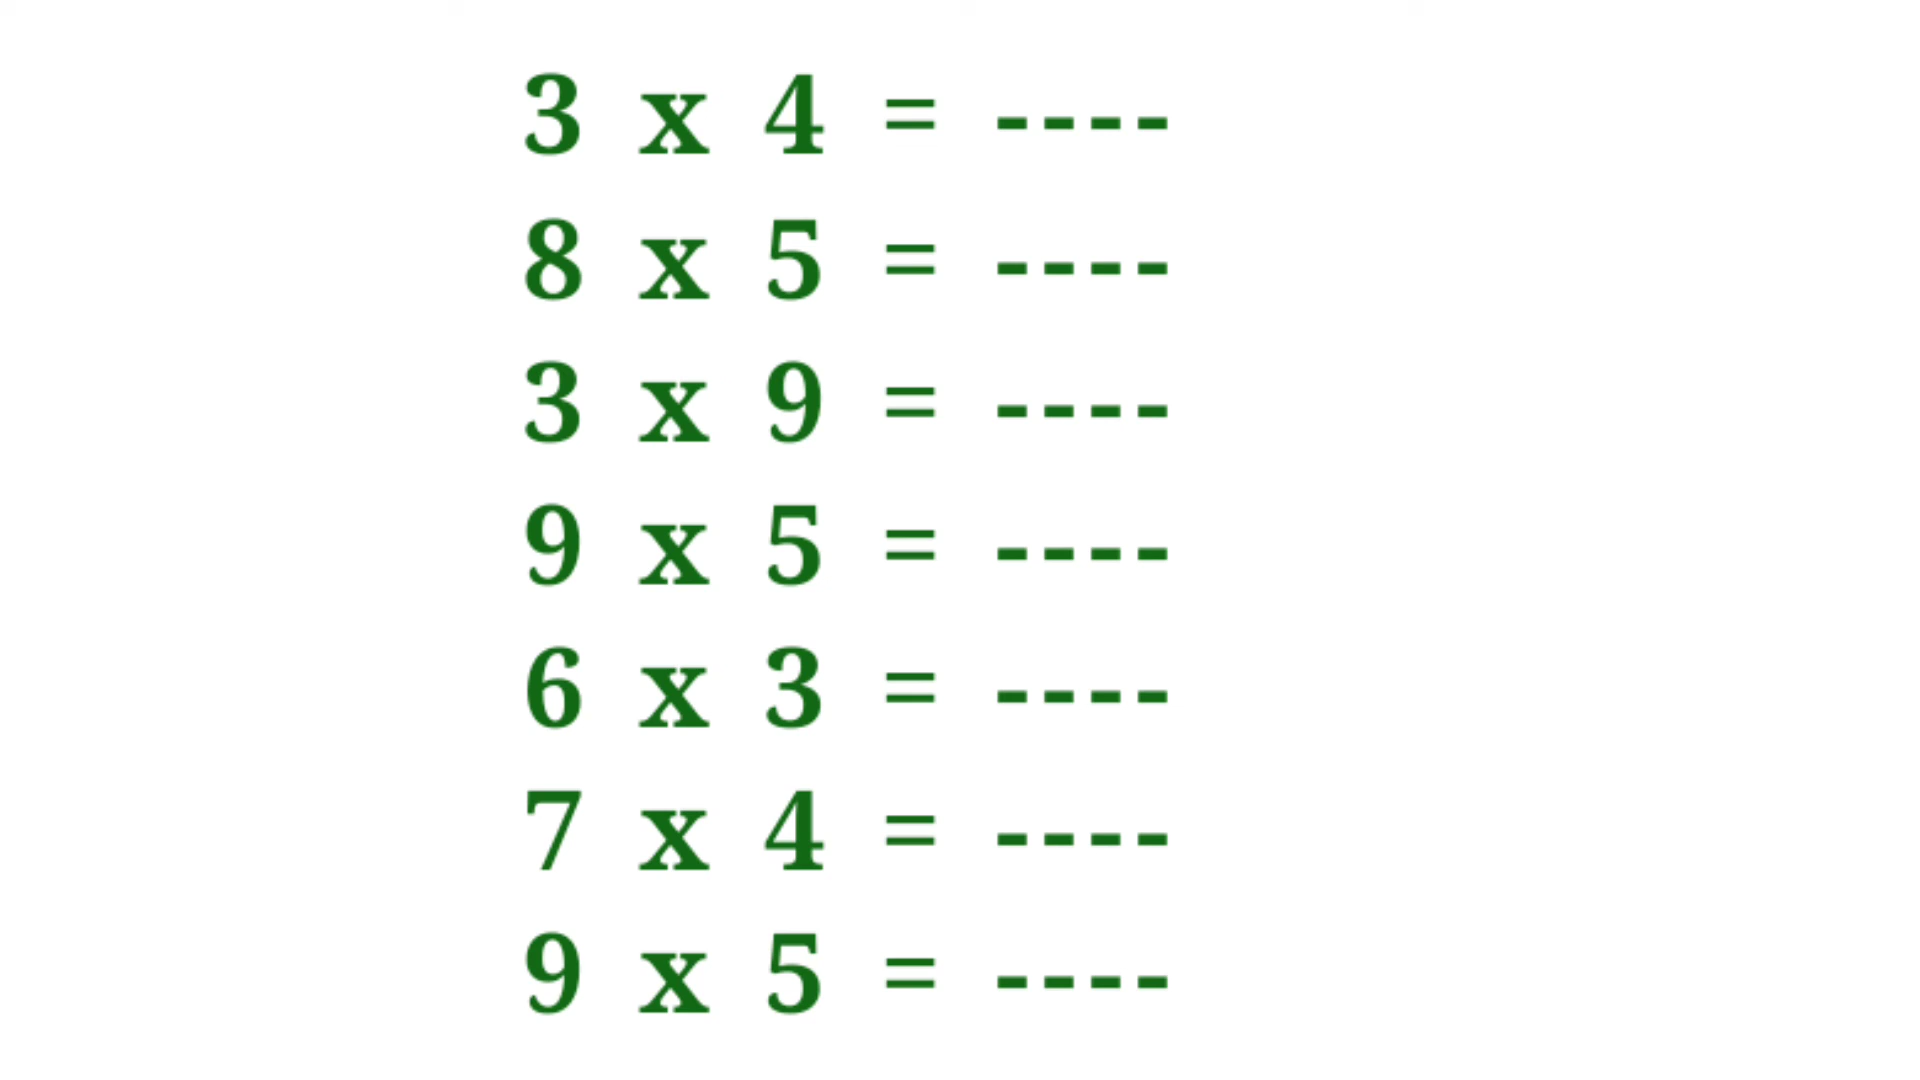 3 x 4 = ----
8 x 5 = ----
3 x 9 = ----
9 x 5 = ----
6 x 3 = ----
7 x 4 = ----
9 x 5 = ----